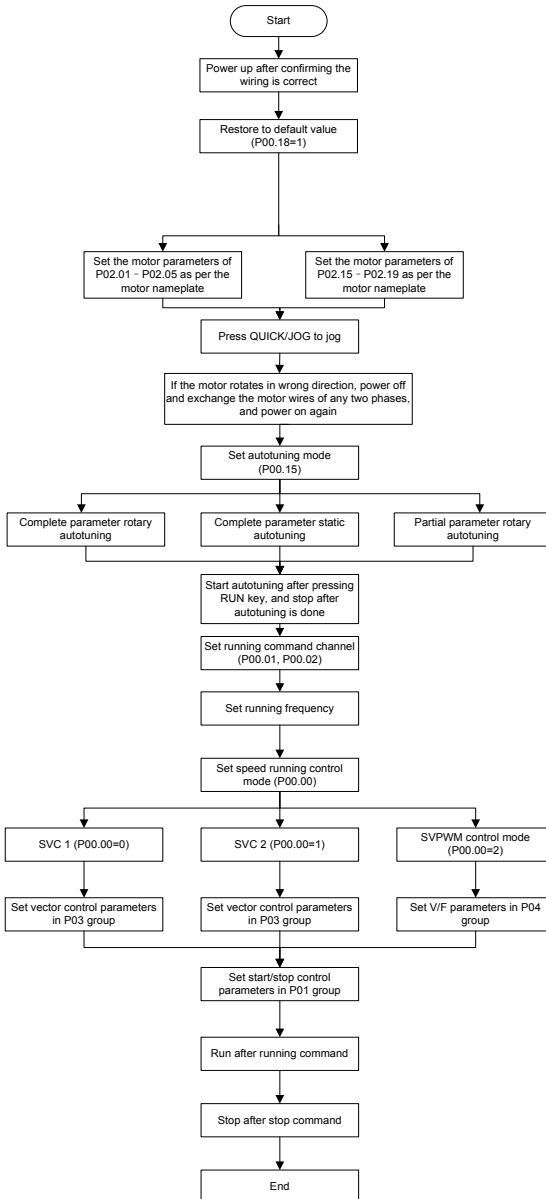 Start
Power up after confirming the
wiring is correct
Restore to default value
(P00.18=1)
Set the motor parameters of
P02.01﹣P02.05 as per the
motor nameplate
Set the motor parameters of
P02.15﹣P02.19 as per the
motor nameplate
Press QUICK/JOG to jog
If the motor rotates in wrong direction, power off
and exchange the motor wires of any two phases,
and power on again
Set autotuning mode
(P00.15)
Complete parameter rotary
autotuning
Complete parameter static
autotuning
Partial parameter rotary
autotuning
Start autotuning after pressing
RUN key, and stop after
autotuning is done
Set running command channel
(P00.01, P00.02)
Set running frequency
Set speed running control
mode (P00.00)
SVC 1 (P00.00=0)
SVC 2 (P00.00=1)
SVPWM control mode
(P00.00=2)
Set vector control parameters
in P03 group
Set vector control parameters
in P03 group
Set V/F parameters in P04
group
Set start/stop control
parameters in P01 group
Run after running command
Stop after stop command
End